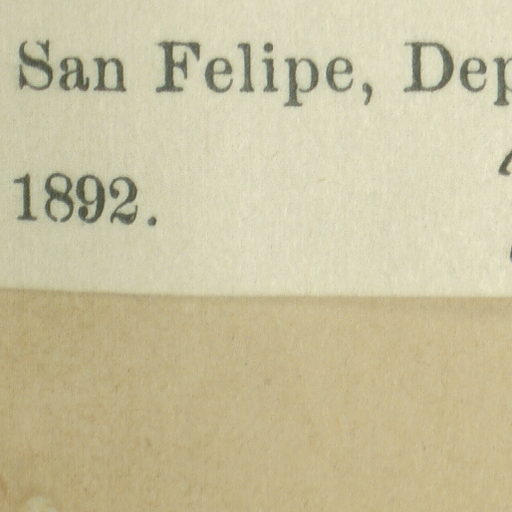 San Felipe, Dep
1892.